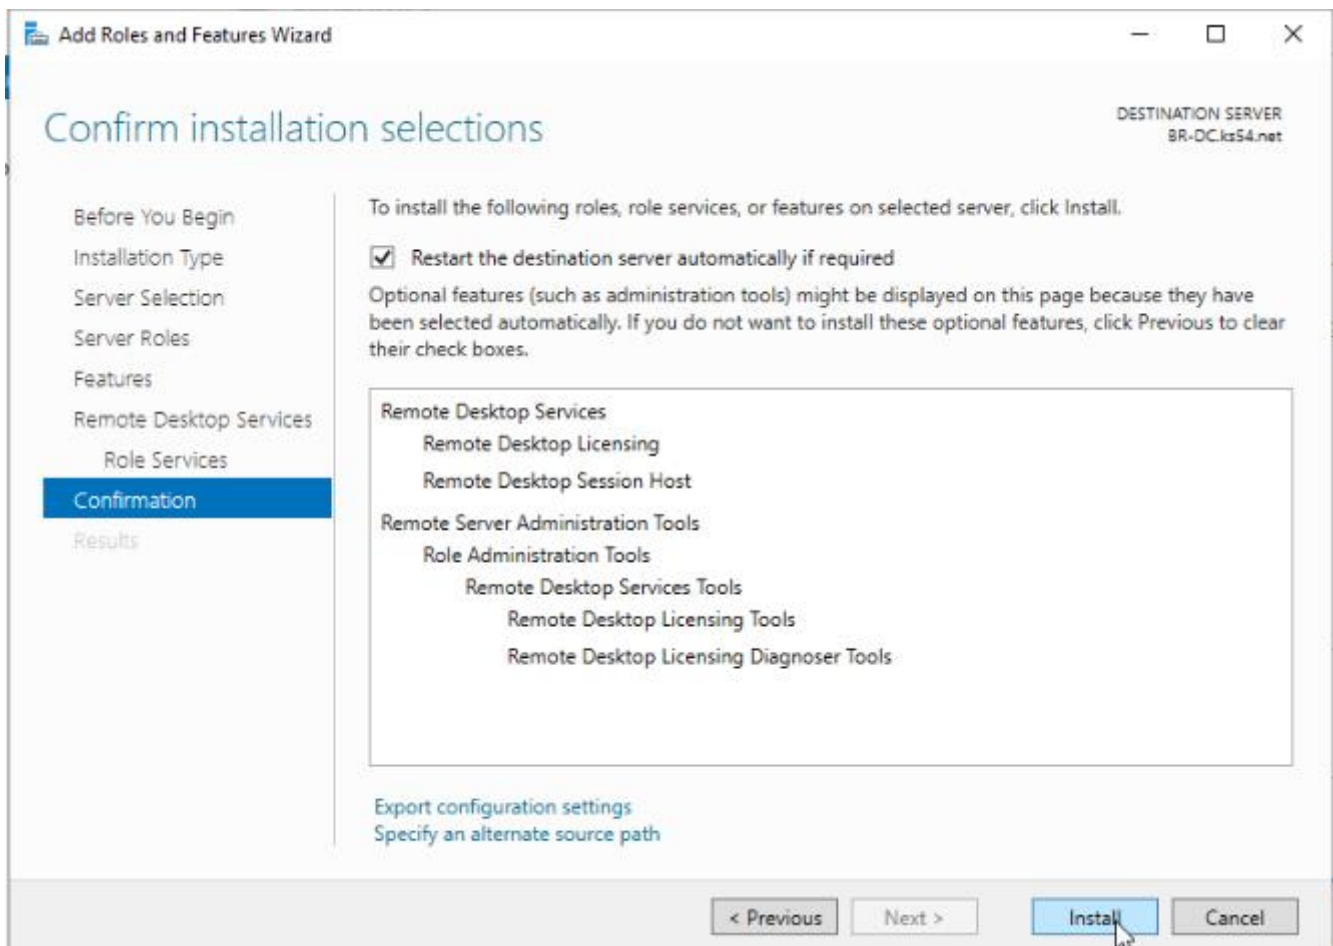 Add Roles and Features Wizard
Confirm installation selections
DESTINATION SERVER
BR-DC.ks54.net
Before You Begin
Installation Type
Server Selection
Server Roles
Features
Remote Desktop Services
Role Services
Confirmation
Results
To install the following roles, role services, or features on selected server, click Install.
Restart the destination server automatically if required
Optional features (such as administration tools) might be displayed on this page because they have
been selected automatically. If you do not want to install these optional features, click Previous to clear
their check boxes.
Remote Desktop Services
Remote Desktop Licensing
Remote Desktop Session Host
Remote Server Administration Tools
Role Administration Tools
Remote Desktop Services Tools
Remote Desktop Licensing Tools
Remote Desktop Licensing Diagnoser Tools
Export configuration settings
Specify an alternate source path
< Previous
Next >
Install
Cancel